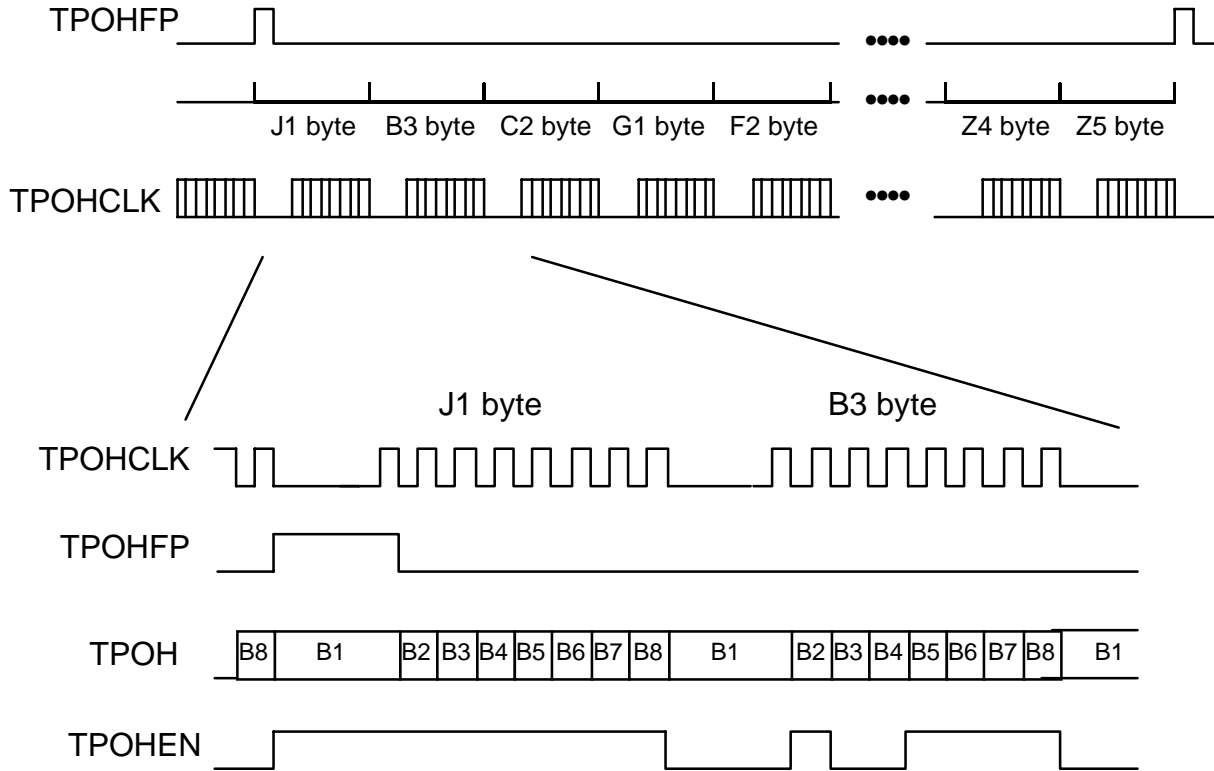 TPOHFP
J1 byte B3 byte C2 byte G1 byte F2 byte Z4 byte Z5 byte
TPOHCLK
J1 byte B3 byte
TPOHCLK
TPOHFP
TPOH B8 B1 B2 B3 B4 B5 B6 B7 B8 B1 B2 B3 B4 B5 B6 B7 B8 B1
TPOHEN